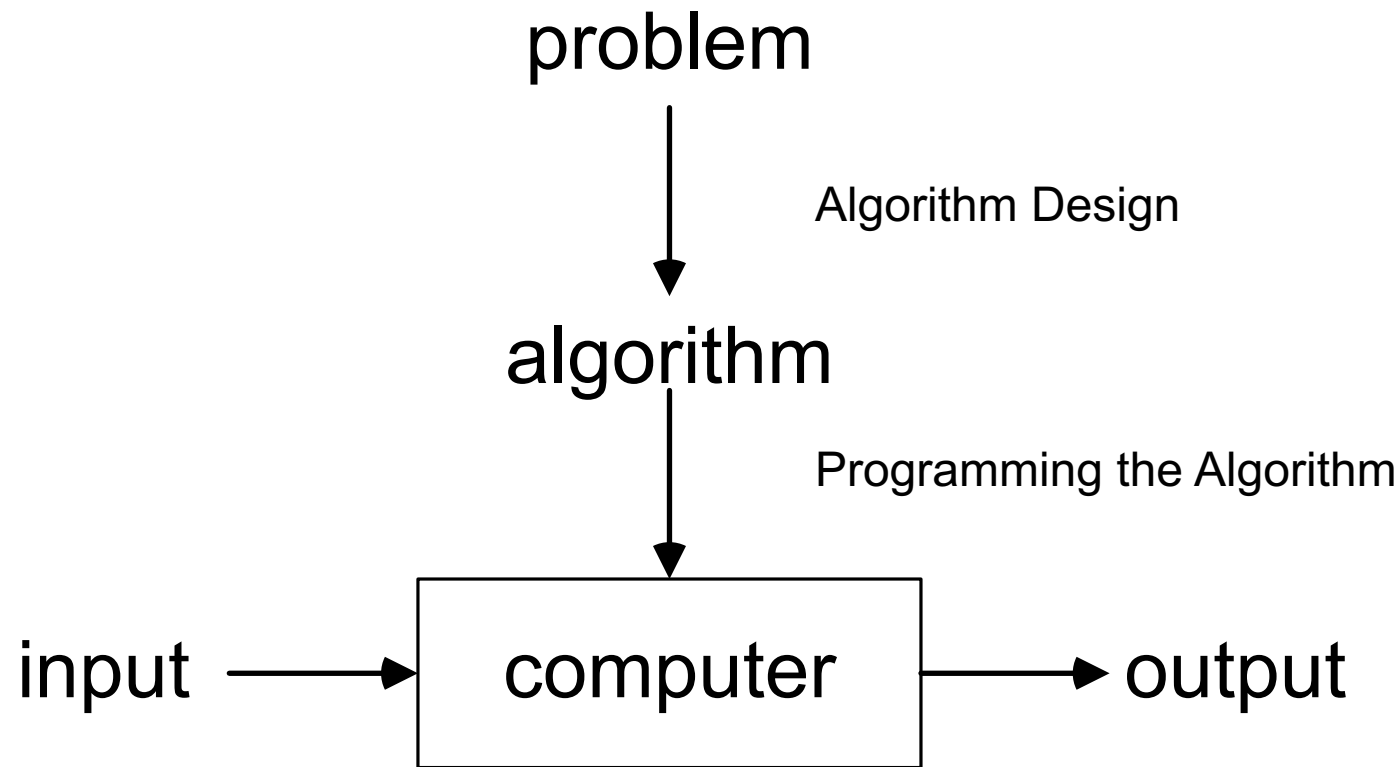 problem
Algorithm Design
algorithm
Programming the Algorithm
input
computer
output